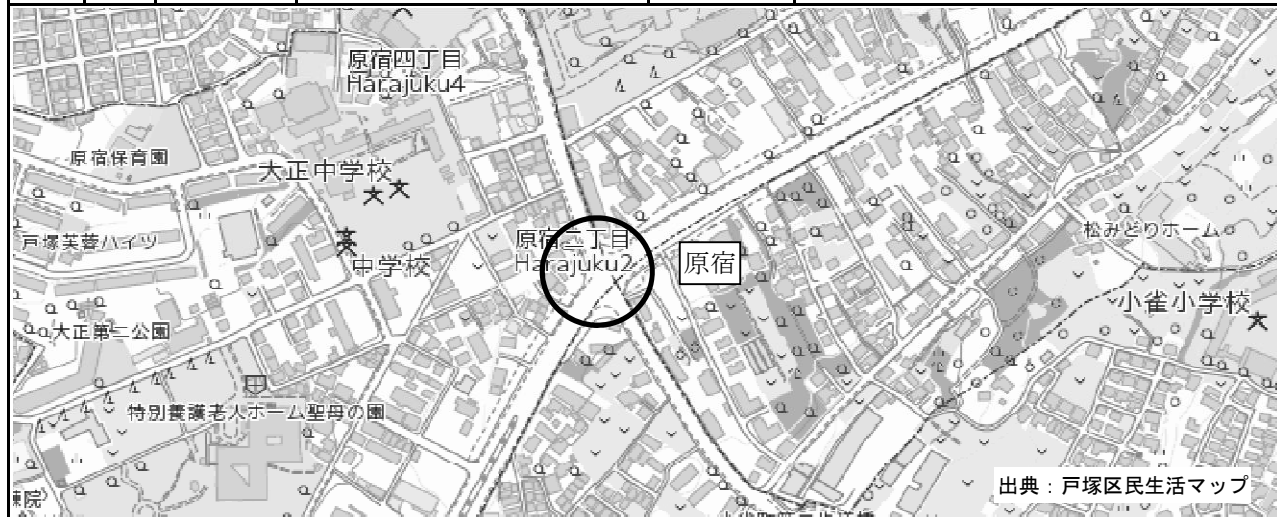 原宿四丁目
Harajuku4
原宿保育園
大正中学校
戸塚芙蓉ハイツ
中学校
原宿二丁目
Harajuku2
原宿
松みどりホーム
小雀小学校
大正第二公園
特別養護老人ホーム聖母の園
出典：戸塚区民生活マップ